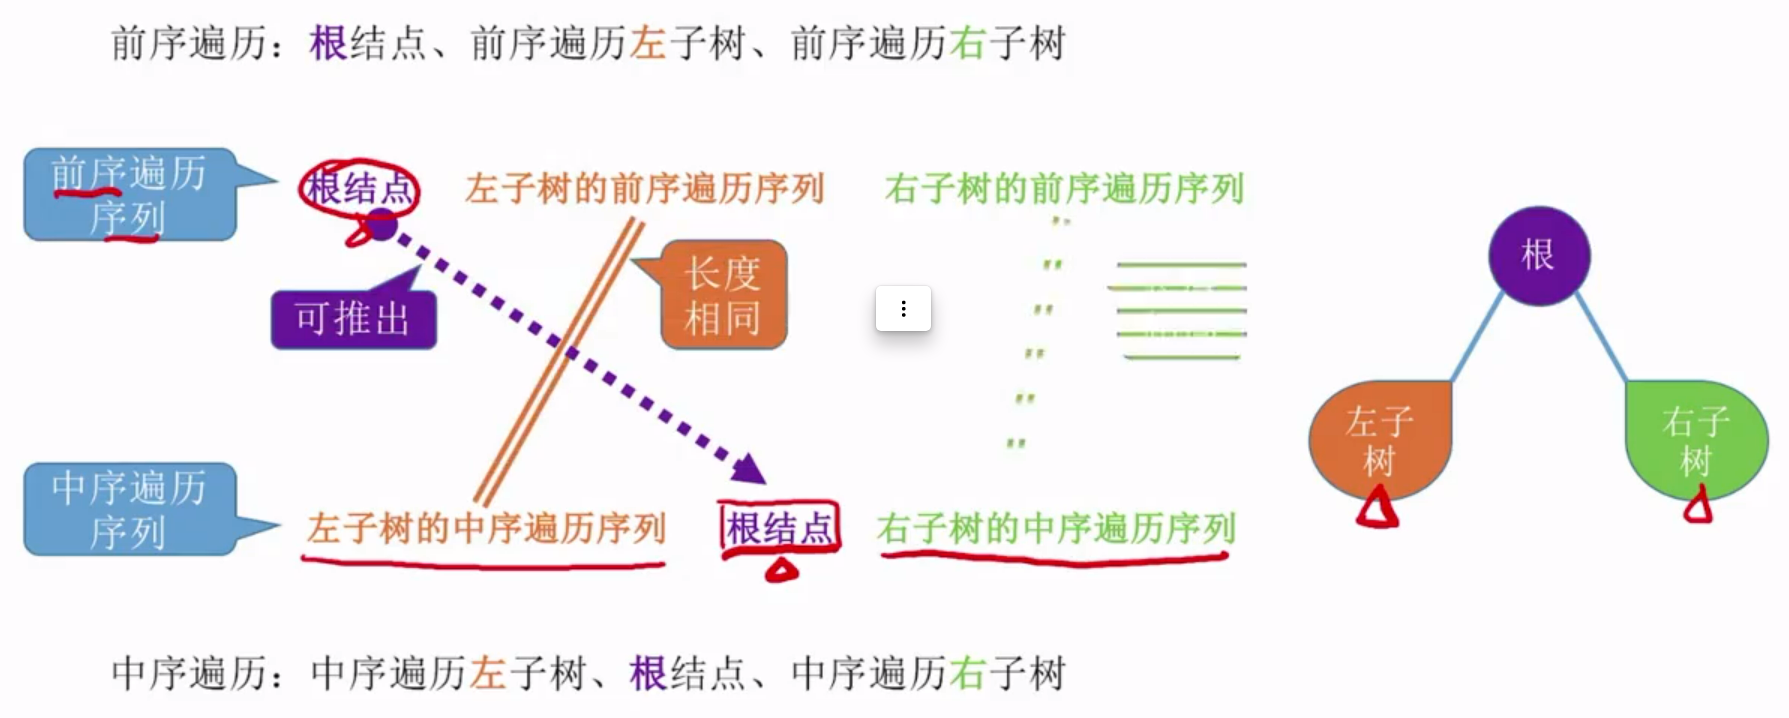 前序遍历：根结点、前序遍历左子树、前序遍历右子树
前序遍历
序列
根结点
左子树的前序遍历序列
右子树的前序遍历序列
可推出
长度
相同
根
左子
树
右子
树
中序遍历
序列
左子树的中序遍历序列
根结点
右子树的中序遍历序列
中序遍历：中序遍历左子树、根结点、中序遍历右子树